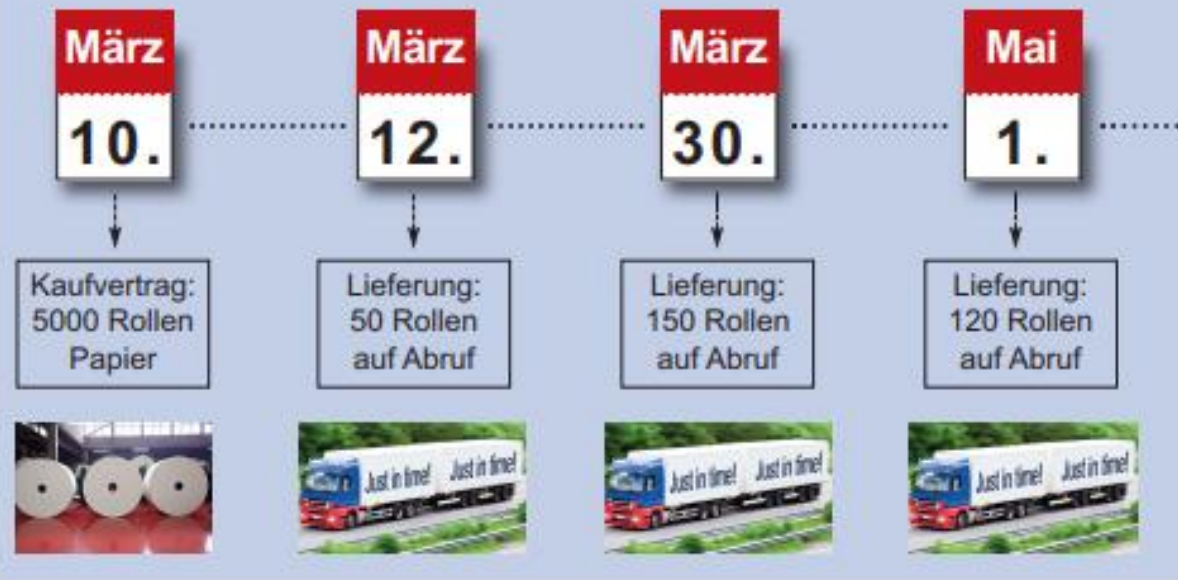 März
10.
Kaufvertrag:
5000 Rollen
Papier
März
12.
Lieferung:
50 Rollen
auf Abruf
Just in time! Just in time!
März
30.
Lieferung:
150 Rollen
auf Abruf
Just in time! Just in time!
Mai
1.
Lieferung:
120 Rollen
auf Abruf
Just in time! Just in time!